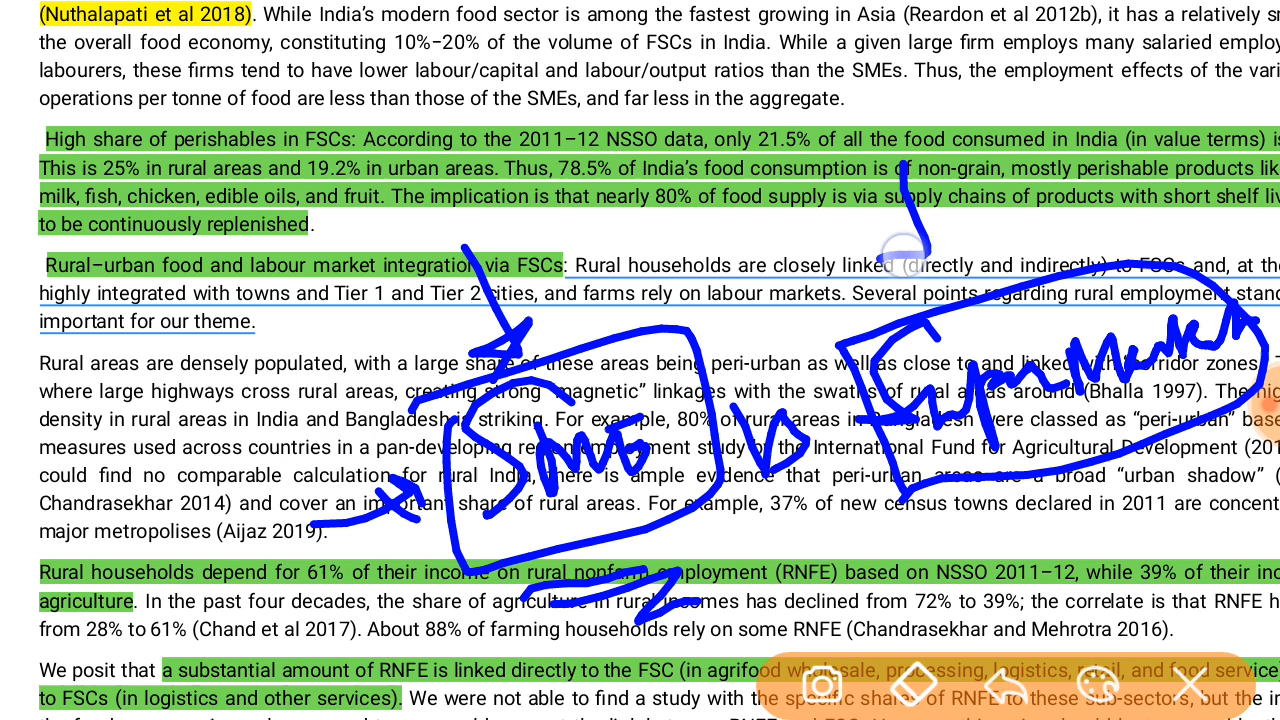 (Nuthalapati et al 2018). While India's modern food sector is among the fastest growing in Asia (Reardon et al 2012b), it has a relatively
the overall food economy, constituting 10%−20% of the volume of FSCs in India. While a given large firm employs many salaried
labourers, these firms tend to have lower labour/capital and labour/output ratios than the SMEs. Thus, the employment effects of the
operations per tonne of food are less than those of the SMEs, and far less in the aggregate.
High share of perishables in FSCs: According to the 2011−12 NSSO data, only 21.5% of all the food consumed in India (in value terms)
This is 25% in rural areas and 19.2% in urban areas. Thus, 78.5% of India's food consumption is of non-grain, mostly perishable products
milk, fish, chicken, edible oils, and fruit. The implication is that nearly 80% of food supply is via supply chains of products with short shelf
to be continuously replenished.
Rural−urban food and labour market integration via FSCs: Rural households are closely linked (directly and indirectly) to FSCs and, at
highly integrated with towns and Tier 1 and Tier 2 cities, and farms rely on labour markets. Several points regarding rural employment
important for our theme.
Rural areas are densely populated, with a large share of these areas being peri-urban as well as close to and linked with "corridor zones,
where large highways cross rural areas, creating strong "magnetic" linkages with the swaths of rural areas around (Bhalla 1997). The
density in rural areas in India and Bangladesh is striking. For example, 80% of rural areas in Bangladesh were classed as "peri-urban"
measures used across countries in a pan-developing region employment study by the International Fund for Agricultural Development
could find no comparable calculation for rural India, there is ample evidence that peri-urban areas are a broad "urban shadow"
Chandrasekhar 2014) and cover an important share of rural areas. For example, 37% of new census towns declared in 2011 are
major metropolises (Aijaz 2019).
Rural households depend for 61% of their income on rural nonfarm employment (RNFE) based on NSSO 2011−12, while 39% of their
agriculture. In the past four decades, the share of agriculture in rural incomes has declined from 72% to 39%; the correlate is that RNFE
from 28% to 61% (Chand et al 2017). About 88% of farming households rely on some RNFE (Chandrasekhar and Mehrotra 2016).
We posit that a substantial amount of RNFE is linked directly to the FSC (in agrifood wholesale, processing, logistics, retail, and food service
to FSCs (in logistics and other services). We were not able to find a study with the specific shares of RNFE in these sub-sectors, but the